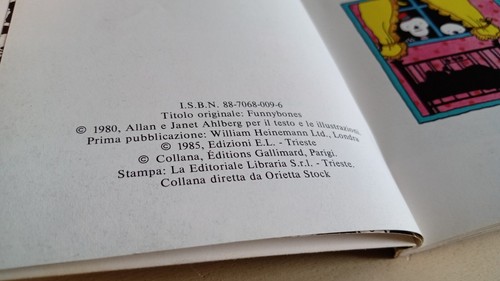 I.S.B.N. 88-7068-009-6
Titolo originale: Funnybones
© 1980, Allan e Janet Ahlberg per il testo e le illustrazioni.
Prima pubblicazione: William Heinemann Ltd., Londra
© 1985, Edizioni E.L. - Trieste
© Collana, Éditions Gallimard, Parigi.
Stampa: La Editoriale Libraria S.r.l. - Trieste.
Collana diretta da Orietta Stock